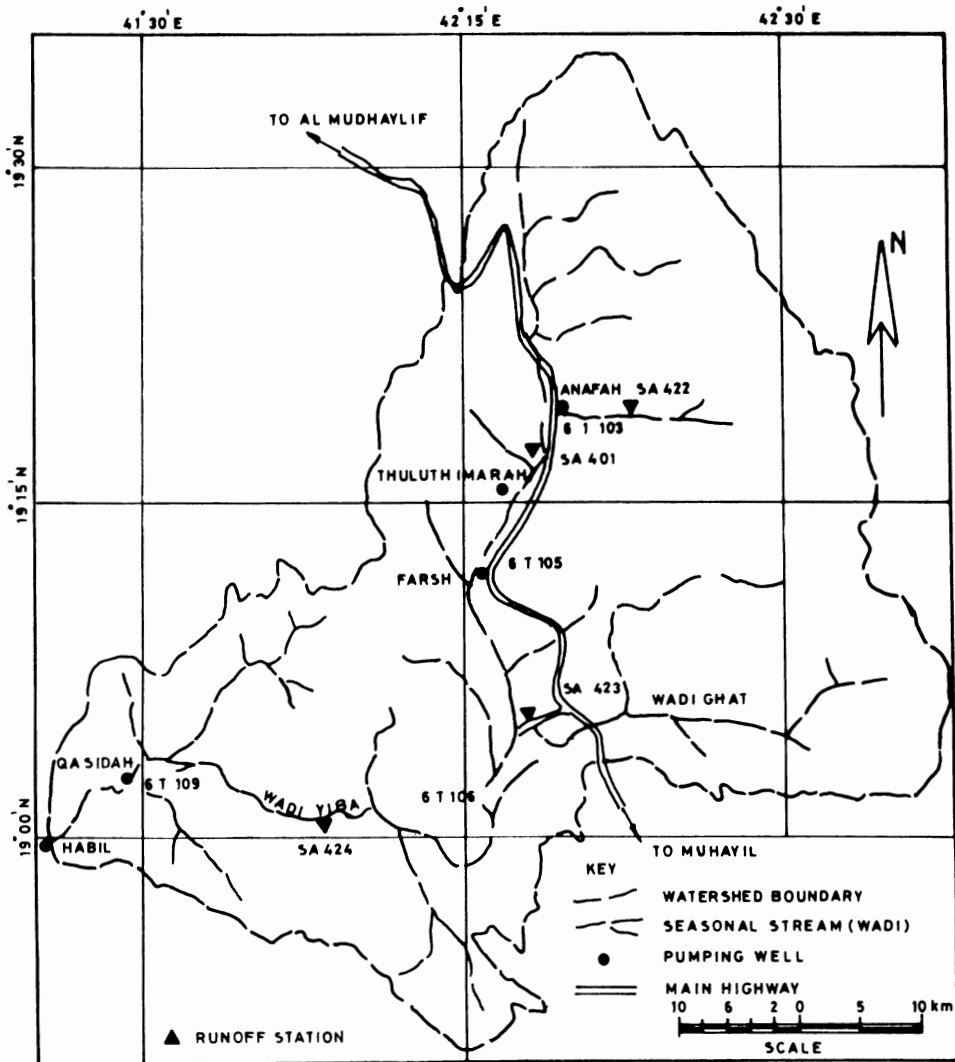 41° 30' E
42° 15' E
42° 30' E
TO AL MUDHAYLIF
19° 30' N
N
ANAFAH SA 422
6 T 103
SA 401
THULUTH IMARAH
19° 15' N
6 T 105
FARSH
SA 423
WADI GHAT
QASIDAH
6 T 109
WADI YIBA
6 T 106
19° 00' N
HABIL
SA 424
TO MUHAYIL
KEY
WATERSHED BOUNDARY
SEASONAL STREAM (WADI)
PUMPING WELL
MAIN HIGHWAY
10 6 4 2 0 5 10 km
SCALE
RUNOFF STATION